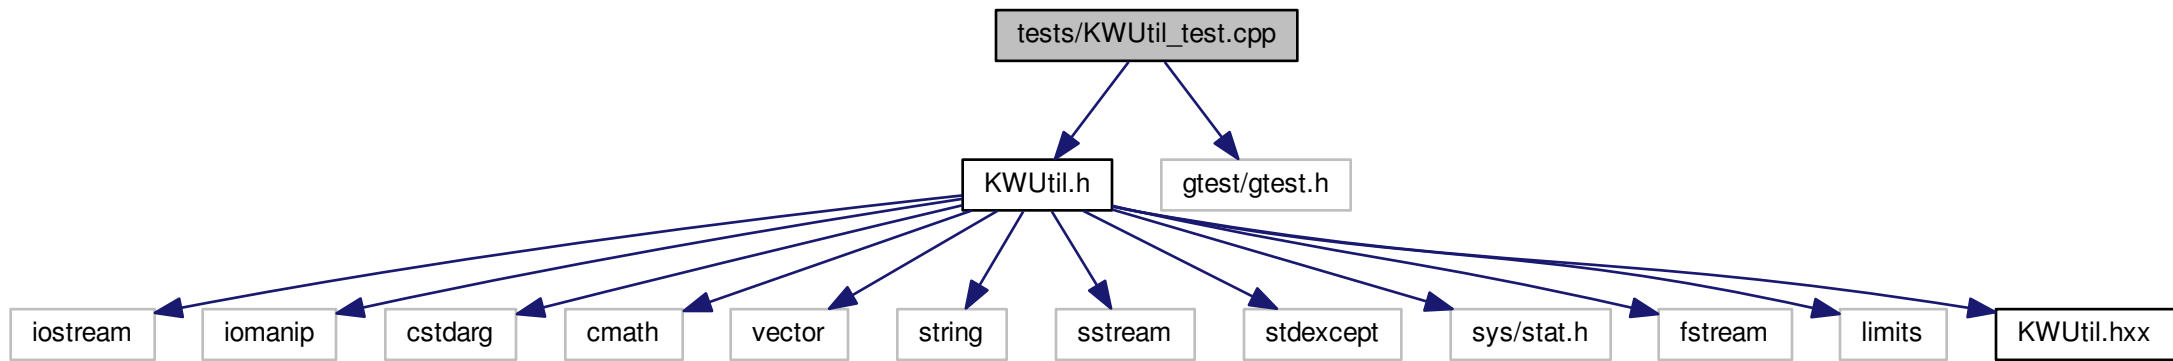 tests/KWUtil_test.cpp
KWUtil.h
gtest/gtest.h
iostream
iomanip
cstdarg
cmath
vector
string
sstream
stdexcept
sys/stat.h
fstream
limits
KWUtil.hxx